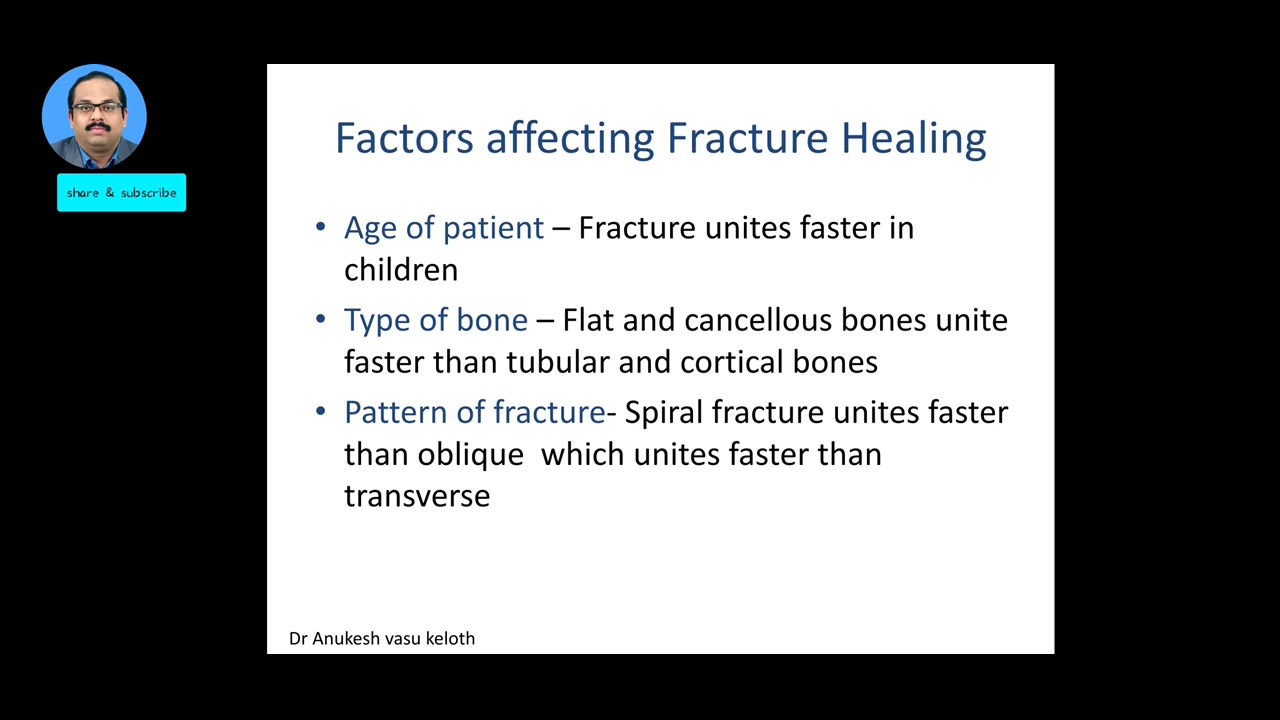 share & subscribe
Factors affecting Fracture Healing
• Age of patient – Fracture unites faster in
children
• Type of bone – Flat and cancellous bones unite
faster than tubular and cortical bones
• Pattern of fracture- Spiral fracture unites faster
than oblique  which unites faster than
transverse
Dr Anukesh vasu keloth